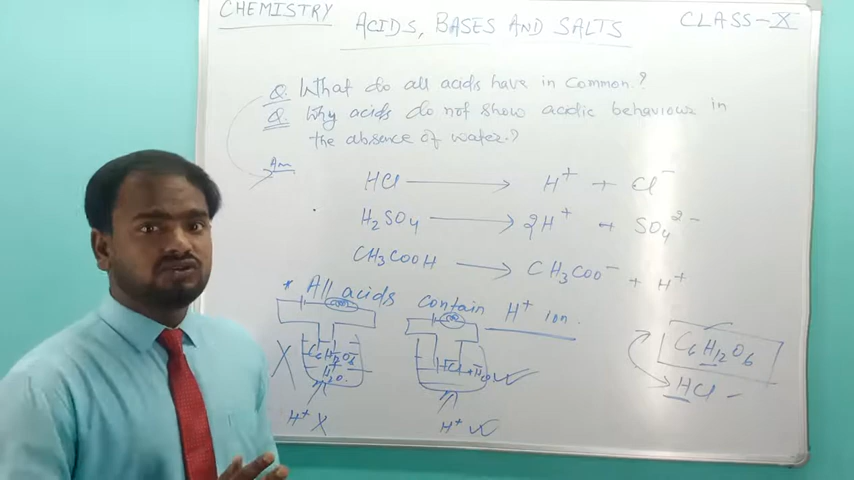 CHEMISTRY
ACIDS, BASES AND SALTS
CLASS-X
Q. What do all acids have in common?
Q. Why acids do not show acidic behaviour in
the absence of water?
Ans
HCl ⟶ H⁺ + Cl⁻
H₂SO₄ ⟶ 2H⁺ + SO₄²⁻
CH₃COOH ⟶ CH₃COO⁻ + H⁺
* All acids contain H⁺ ion.
C₆H₁₂O₆
+
H₂O
HCl + H₂O
H⁺ X
H⁺ ✓
C₆H₁₂O₆
HCl -